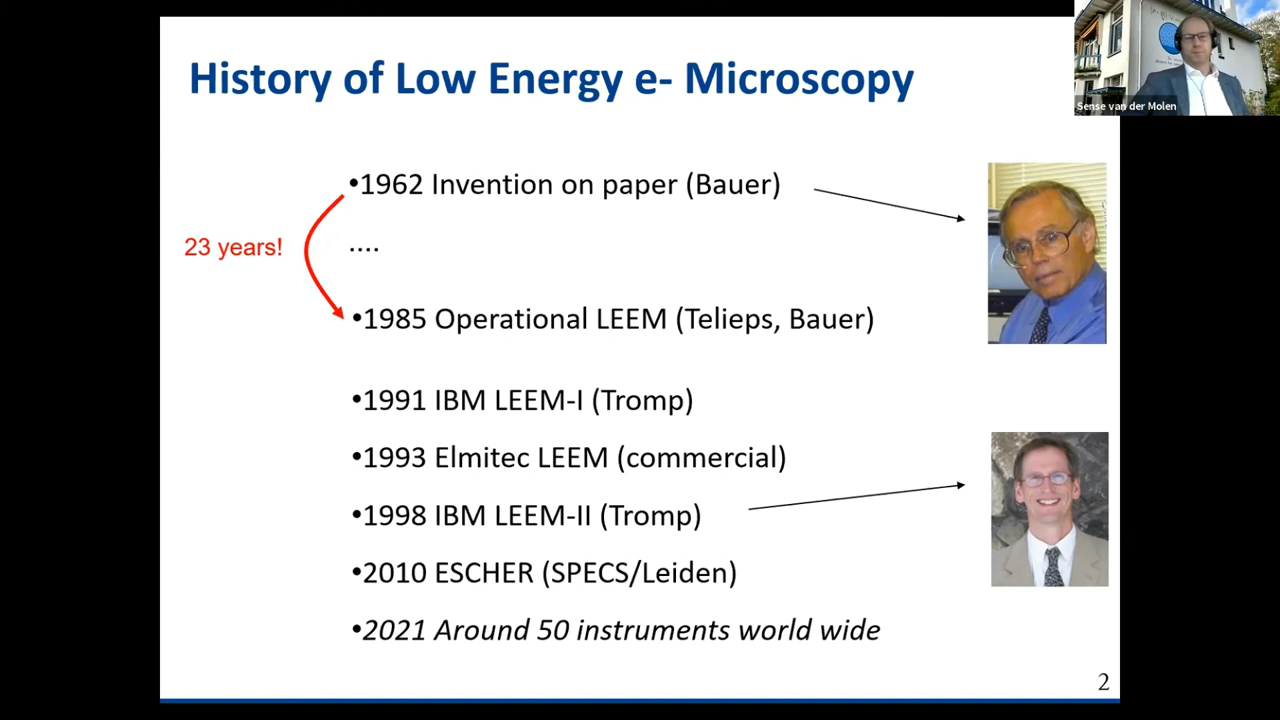 History of Low Energy e- Microscopy
Sense van der Molen
•1962 Invention on paper (Bauer)
23 years!
....
•1985 Operational LEEM (Telieps, Bauer)
•1991 IBM LEEM-I (Tromp)
•1993 Elmitec LEEM (commercial)
•1998 IBM LEEM-II (Tromp)
•2010 ESCHER (SPECS/Leiden)
•2021 Around 50 instruments world wide
2